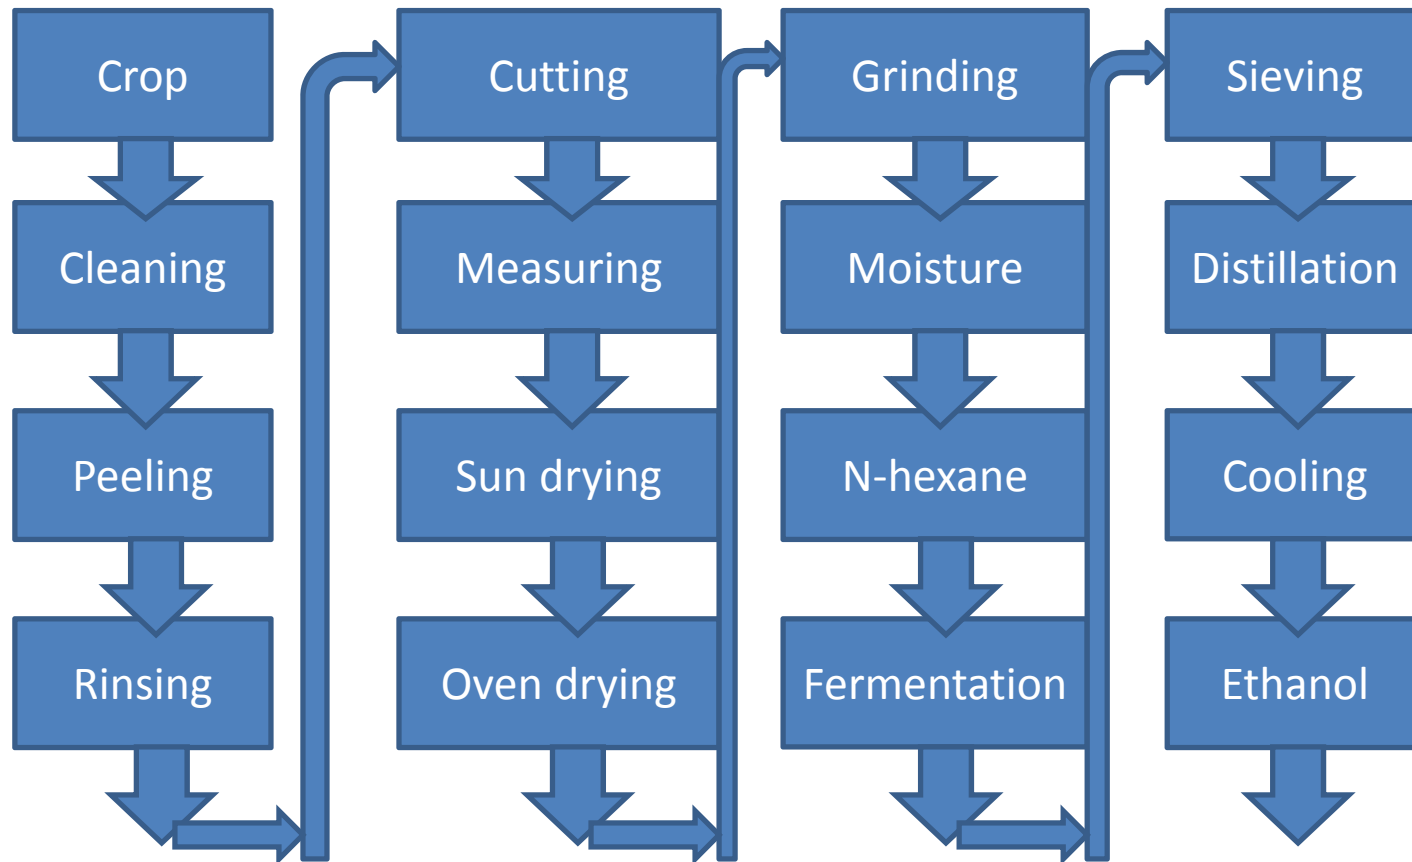 Crop
Cleaning
Peeling
Rinsing
Cutting
Measuring
Sun drying
Oven drying
Grinding
Moisture
N-hexane
Fermentation
Sieving
Distillation
Cooling
Ethanol